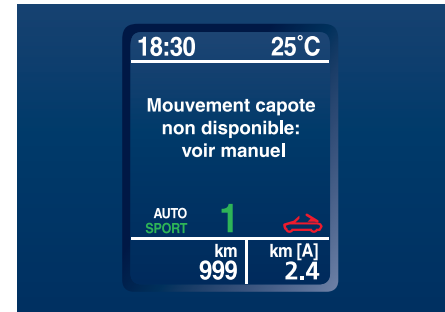 18:30 25°C
Mouvement capote
non disponible:
voir manuel
AUTO
SPORT 1
km km [A]
999 2.4